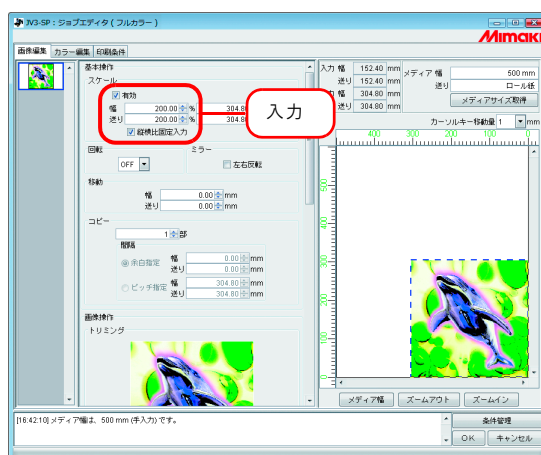 JV3-SP：ジョブエディタ ( フルカラー )
Mimaki
画像編集 カラー編集 印刷条件
基本操作
スケール
有効
幅 200.00 % 304.80
送り 200.00 % 304.80
縦横比固定入力
入力
回転 ミラー
OFF 左右反転
移動
幅 0.00 mm
送り 0.00 mm
コピー
1 部
間隔
余白指定 幅 0.00 mm
送り 0.00 mm
ピッチ指定 幅 304.80 mm
送り 304.80 mm
画像操作
トリミング
入力 幅 152.40 mm
送り 152.40 mm
幅 304.80 mm
送り 304.80 mm
メディア 幅 500 mm
送り ロール紙
メディアサイズ取得
カーソルキー移動量 1 mm
400 300 200 100 0
メディア幅 ズームアウト ズームイン
[16:42:10] メディア幅は、500 mm (手入力) です。
条件管理
OK キャンセル